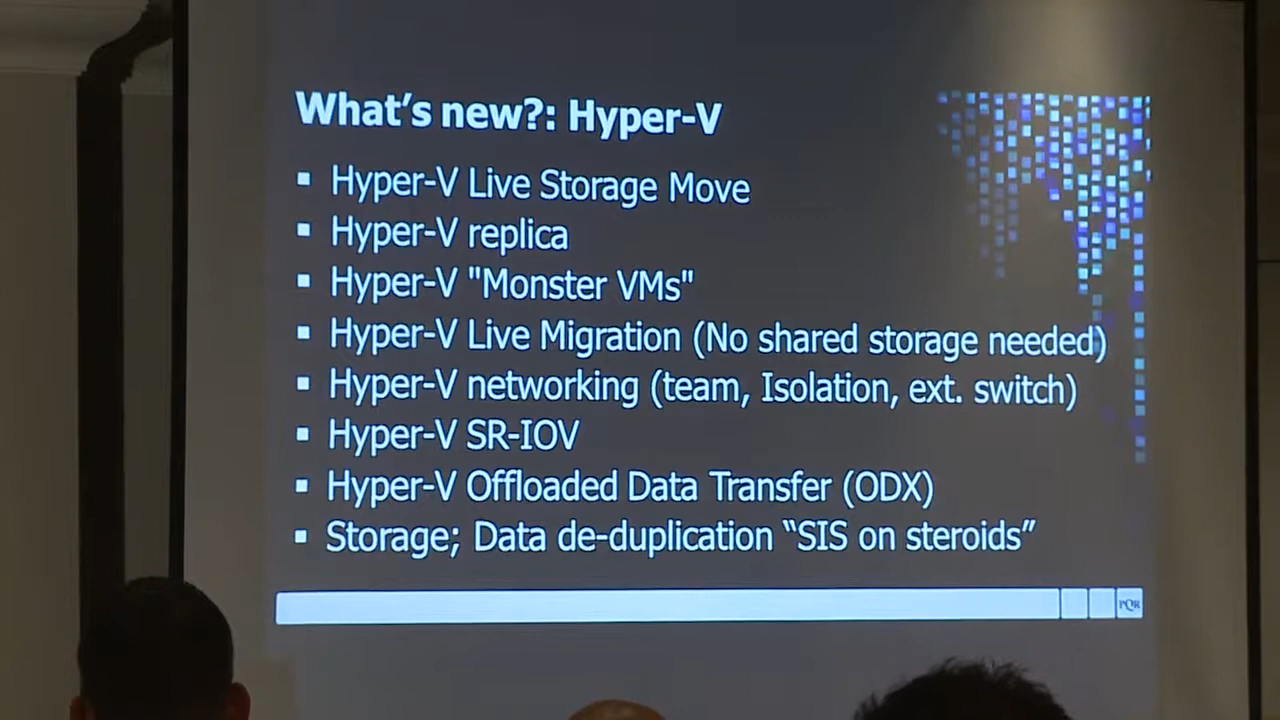 What’s new?: Hyper-V
▪ Hyper-V Live Storage Move
▪ Hyper-V replica
▪ Hyper-V "Monster VMs"
▪ Hyper-V Live Migration (No shared storage needed)
▪ Hyper-V networking (team, Isolation, ext. switch)
▪ Hyper-V SR-IOV
▪ Hyper-V Offloaded Data Transfer (ODX)
▪ Storage; Data de-duplication “SIS on steroids”
PQR